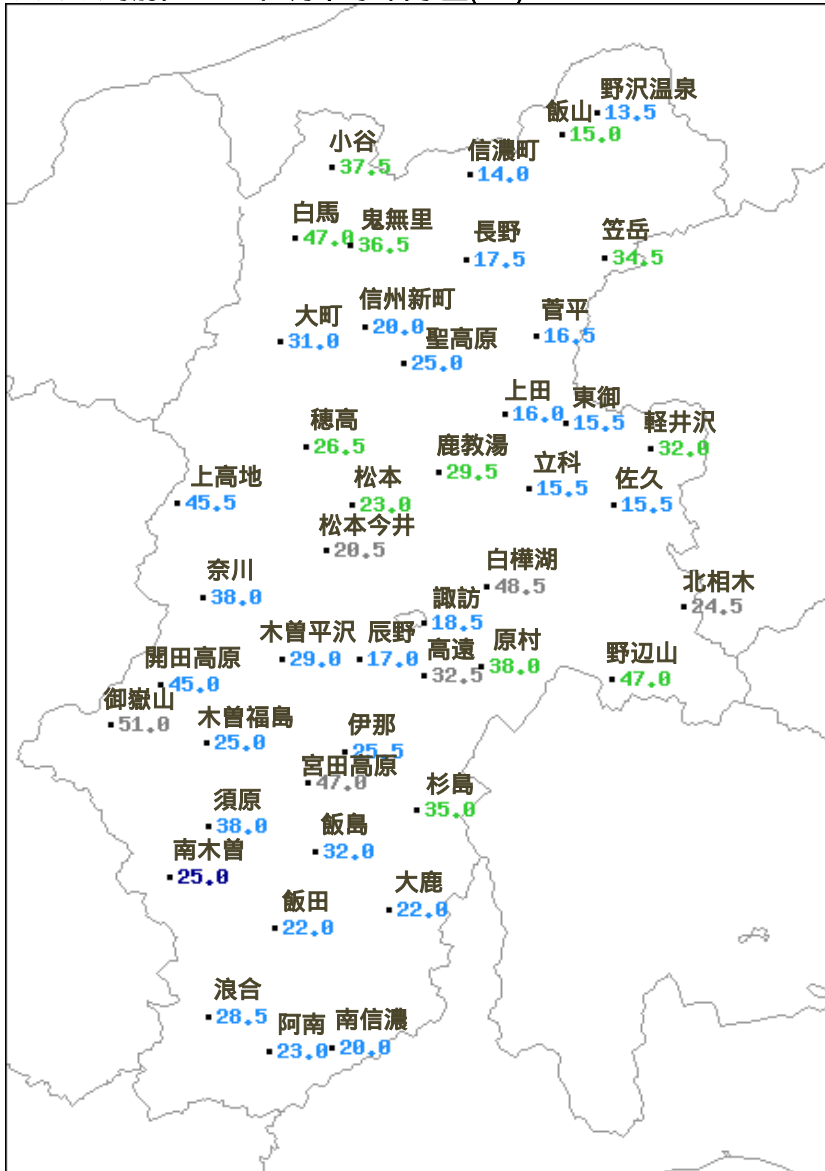 野沢温泉
13.5
飯山
15.0
小谷
37.5
信濃町
14.0
白馬
47.0
鬼無里
36.5
長野
17.5
笠岳
34.5
信州新町
20.0
大町
31.0
聖高原
25.0
菅平
16.5
上田
16.0
東御
15.5
穂高
26.5
鹿教湯
29.5
軽井沢
32.0
上高地
45.5
松本
23.0
立科
15.5
佐久
15.5
松本今井
20.5
奈川
38.0
白樺湖
48.5
北相木
24.5
諏訪
18.5
木曽平沢
29.0
辰野
17.0
高遠
32.5
原村
38.0
野辺山
47.0
開田高原
45.0
御嶽山
51.0
木曽福島
25.0
伊那
25.5
宮田高原
47.0
杉島
35.0
須原
38.0
飯島
32.0
南木曽
25.0
大鹿
22.0
飯田
22.0
浪合
28.5
阿南
23.0
南信濃
20.0